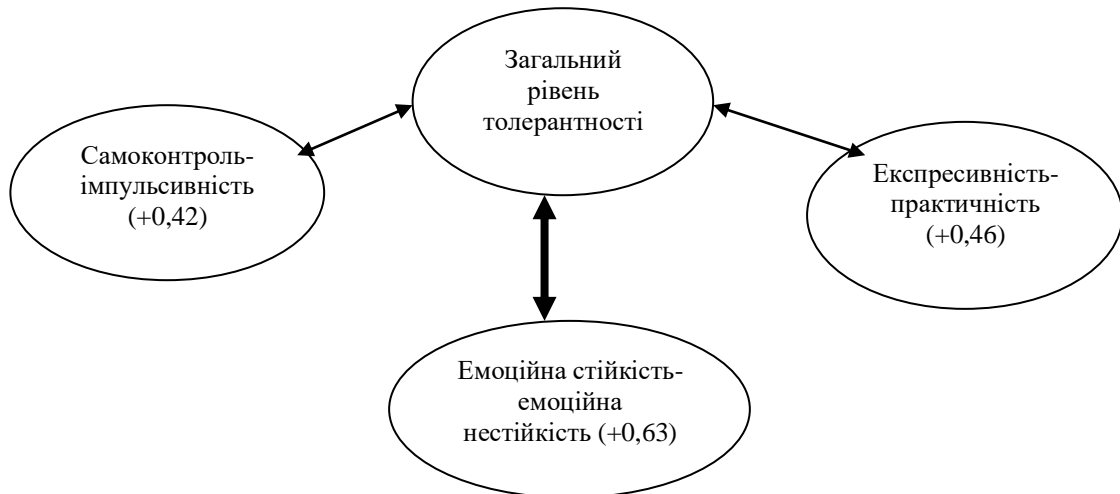 Загальний
рівень
толерантності
Самоконтроль-
імпульсивність
(+0,42)
Експресивність-
практичність
(+0,46)
Емоційна стійкість-
емоційна
нестійкість (+0,63)